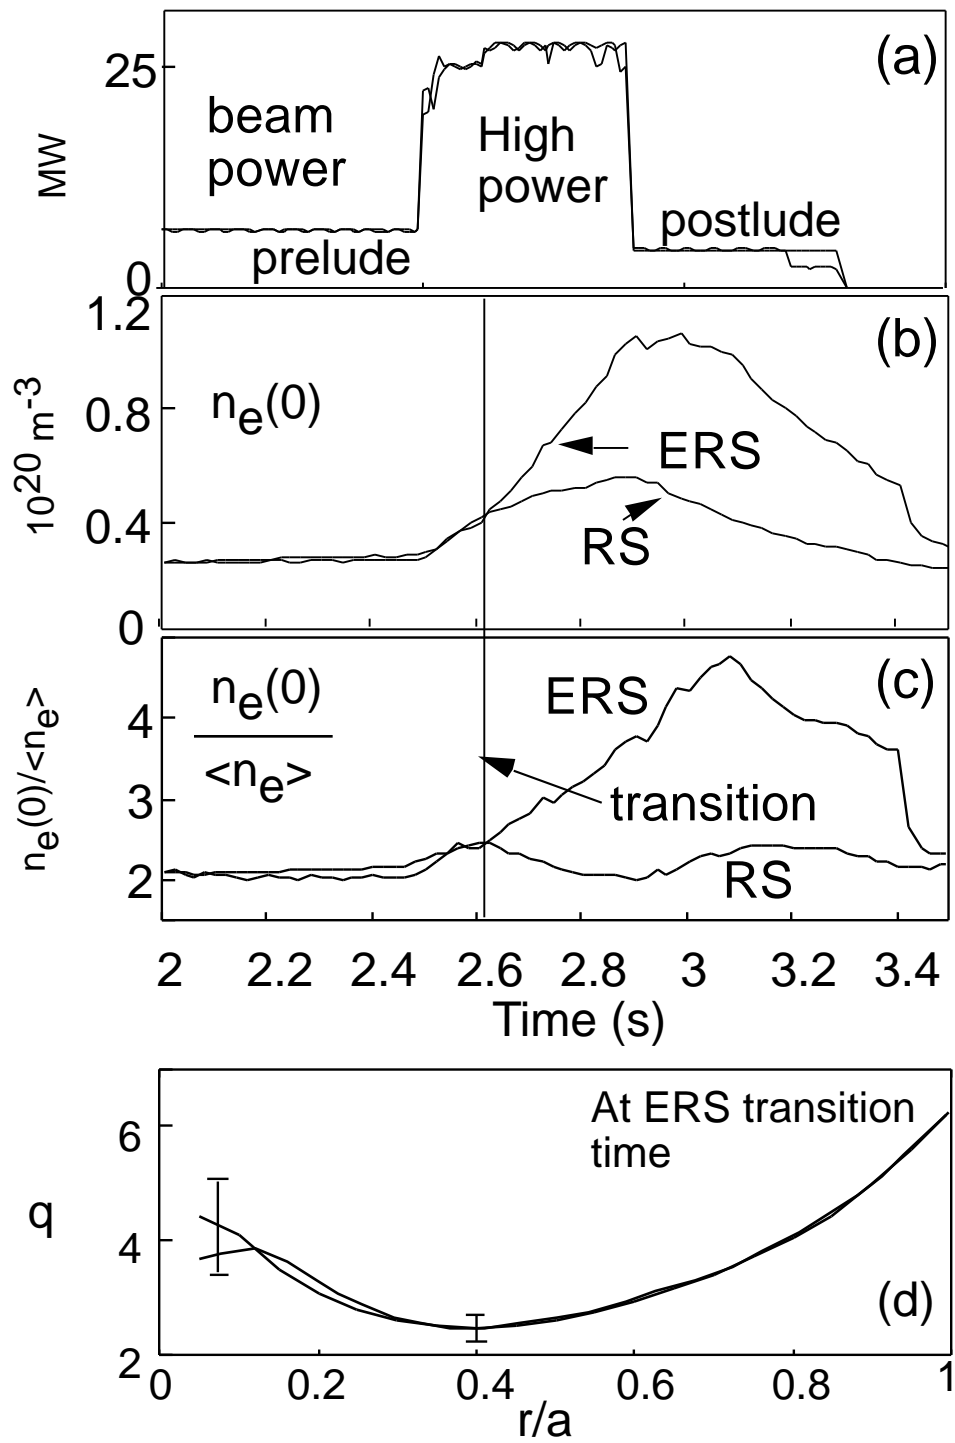 (a)
25
beam
power
High
power
MW
postlude
prelude
0
1.2
(b)
n_e(0)
0.8
ERS
10^20 m^-3
0.4
RS
0
(c)
n_e(0)
ERS
4
<n_e>
n_e(0)/<n_e>
3
transition
2
RS
2 2.2 2.4 2.6 2.8 3 3.2 3.4
Time (s)
At ERS transition
time
6
q
4
(d)
2
0 0.2 0.4 0.6 0.8 1
r/a